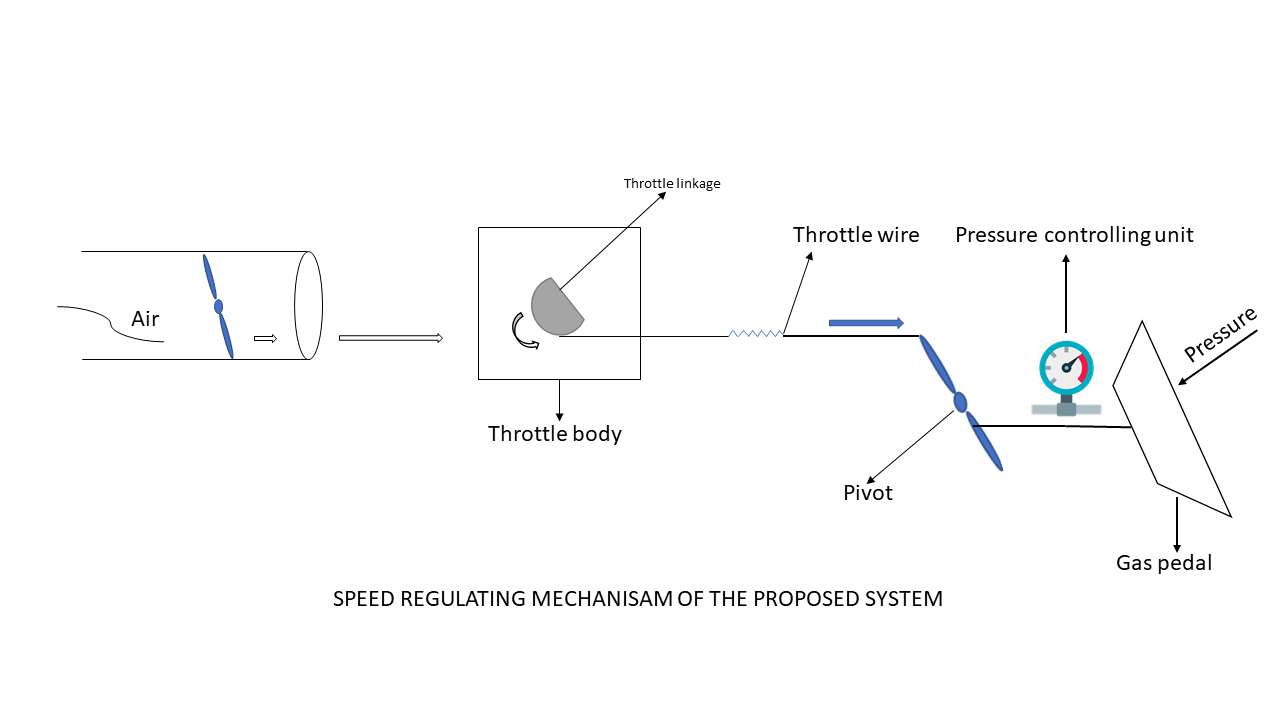 Throttle linkage
Throttle wire
Pressure controlling unit
Air
Pressure
Throttle body
Pivot
Gas pedal
SPEED REGULATING MECHANISAM OF THE PROPOSED SYSTEM